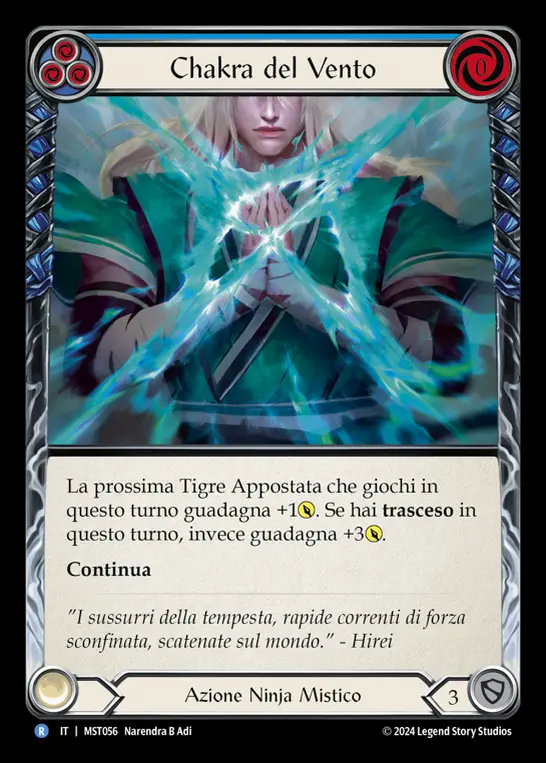 Chakra del Vento
0
La prossima Tigre Appostata che giochi in
questo turno guadagna +1. Se hai trasceso in
questo turno, invece guadagna +3.
Continua
”I sussurri della tempesta, rapide correnti di forza
sconfinata, scatenate sul mondo.” - Hirei
Azione Ninja Mistico
3
R IT | MST056 Narendra B Adi
© 2024 Legend Story Studios